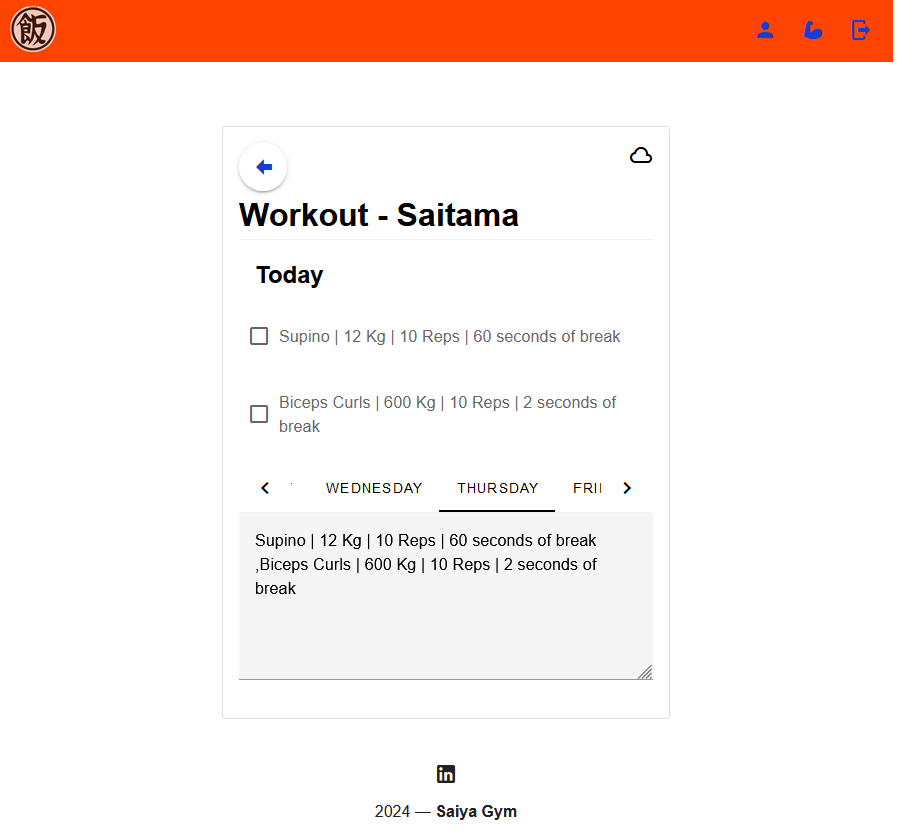 飯
Workout - Saitama
Today
Supino | 12 Kg | 10 Reps | 60 seconds of break
Biceps Curls | 600 Kg | 10 Reps | 2 seconds of
break
WEDNESDAY THURSDAY FRI
Supino | 12 Kg | 10 Reps | 60 seconds of break
,Biceps Curls | 600 Kg | 10 Reps | 2 seconds of
break
in
2024 — Saiya Gym